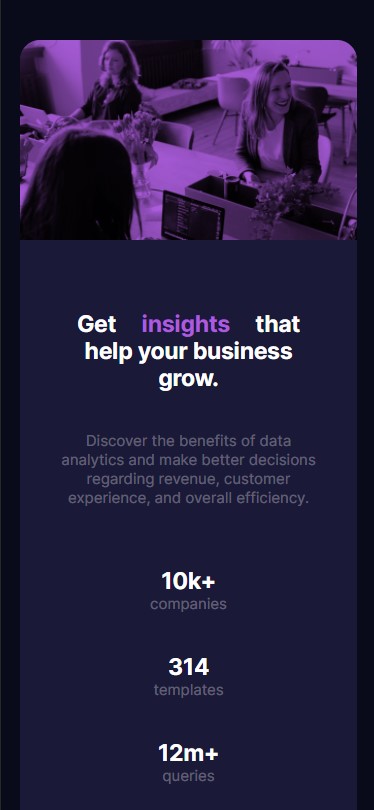 Get insights that
help your business
grow.
Discover the benefits of data
analytics and make better decisions
regarding revenue, customer
experience, and overall efficiency.
10k+
companies
314
templates
12m+
queries